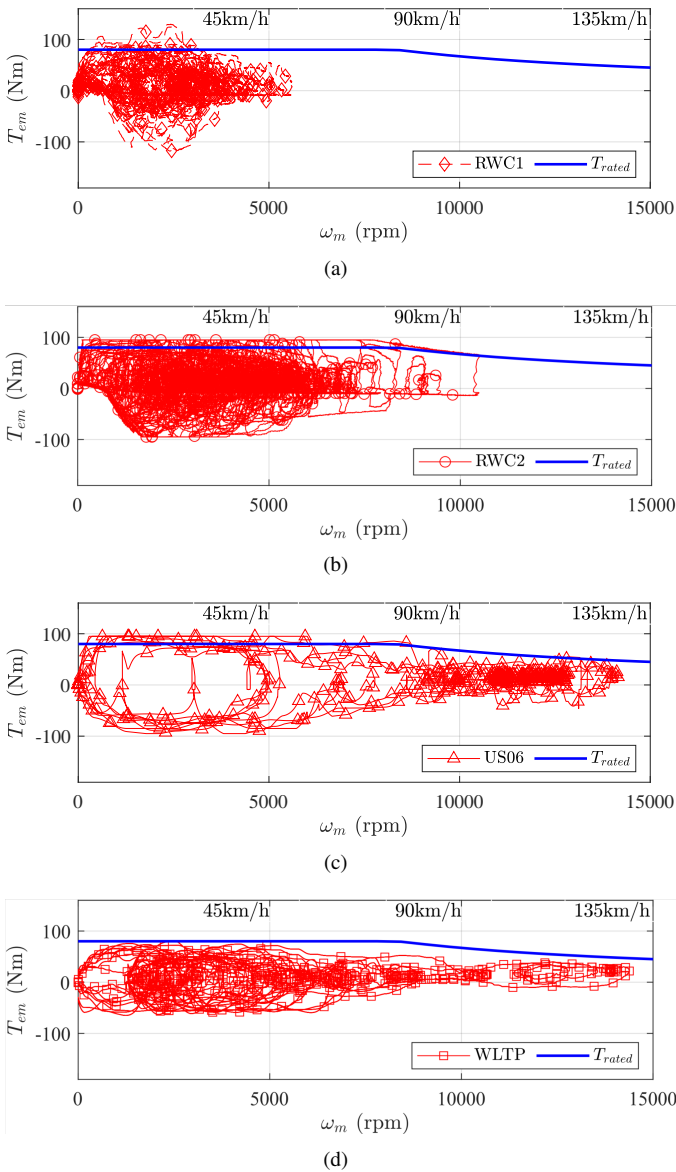 45km/h 90km/h 135km/h
100
0
-100
T_em (Nm)
RWC1 T_rated
0 5000 10000 15000
ω_m (rpm)
(a)
45km/h 90km/h 135km/h
100
0
-100
T_em (Nm)
RWC2 T_rated
0 5000 10000 15000
ω_m (rpm)
(b)
45km/h 90km/h 135km/h
100
0
-100
T_em (Nm)
US06 T_rated
0 5000 10000 15000
ω_m (rpm)
(c)
45km/h 90km/h 135km/h
100
0
-100
T_em (Nm)
WLTP T_rated
0 5000 10000 15000
ω_m (rpm)
(d)